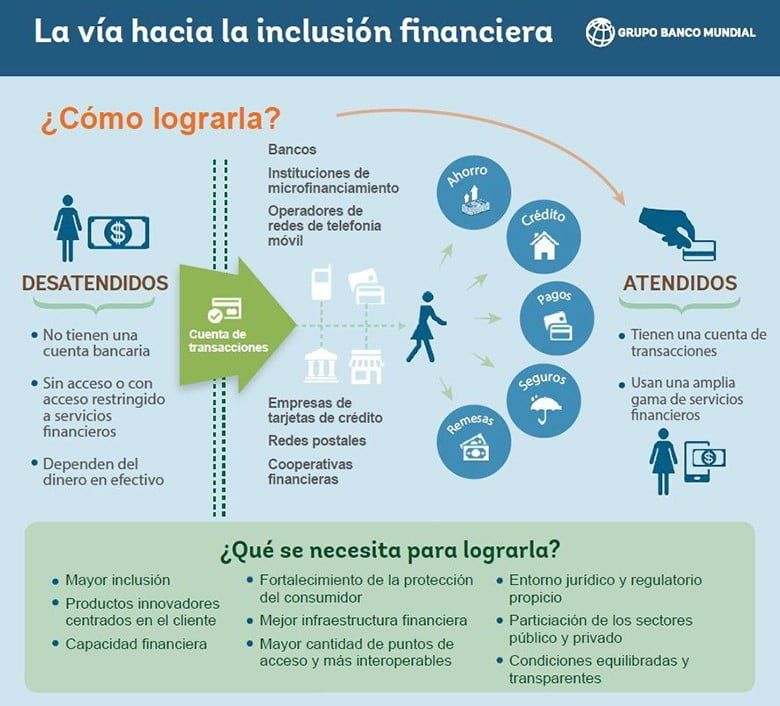 La vía hacia la inclusión financiera
GRUPO BANCO MUNDIAL
¿Cómo lograrla?
DESATENDIDOS
• No tienen una
cuenta bancaria
• Sin acceso o con
acceso restringido
a servicios
financieros
• Dependen del
dinero en efectivo
Cuenta de
transacciones
Bancos
Instituciones de
microfinanciamiento
Operadores de
redes de telefonía
móvil
Empresas de
tarjetas de crédito
Redes postales
Cooperativas
financieras
Ahorro
Crédito
Pagos
Seguros
Remesas
ATENDIDOS
• Tienen una cuenta de
transacciones
• Usan una amplia
gama de servicios
financieros
¿Qué se necesita para lograrla?
• Mayor inclusión
• Productos innovadores
centrados en el cliente
• Capacidad financiera
• Fortalecimiento de la protección
del consumidor
• Mejor infraestructura financiera
• Mayor cantidad de puntos de
acceso y más interoperables
• Entorno jurídico y regulatorio
propicio
• Particiación de los sectores
público y privado
• Condiciones equilibradas y
transparentes